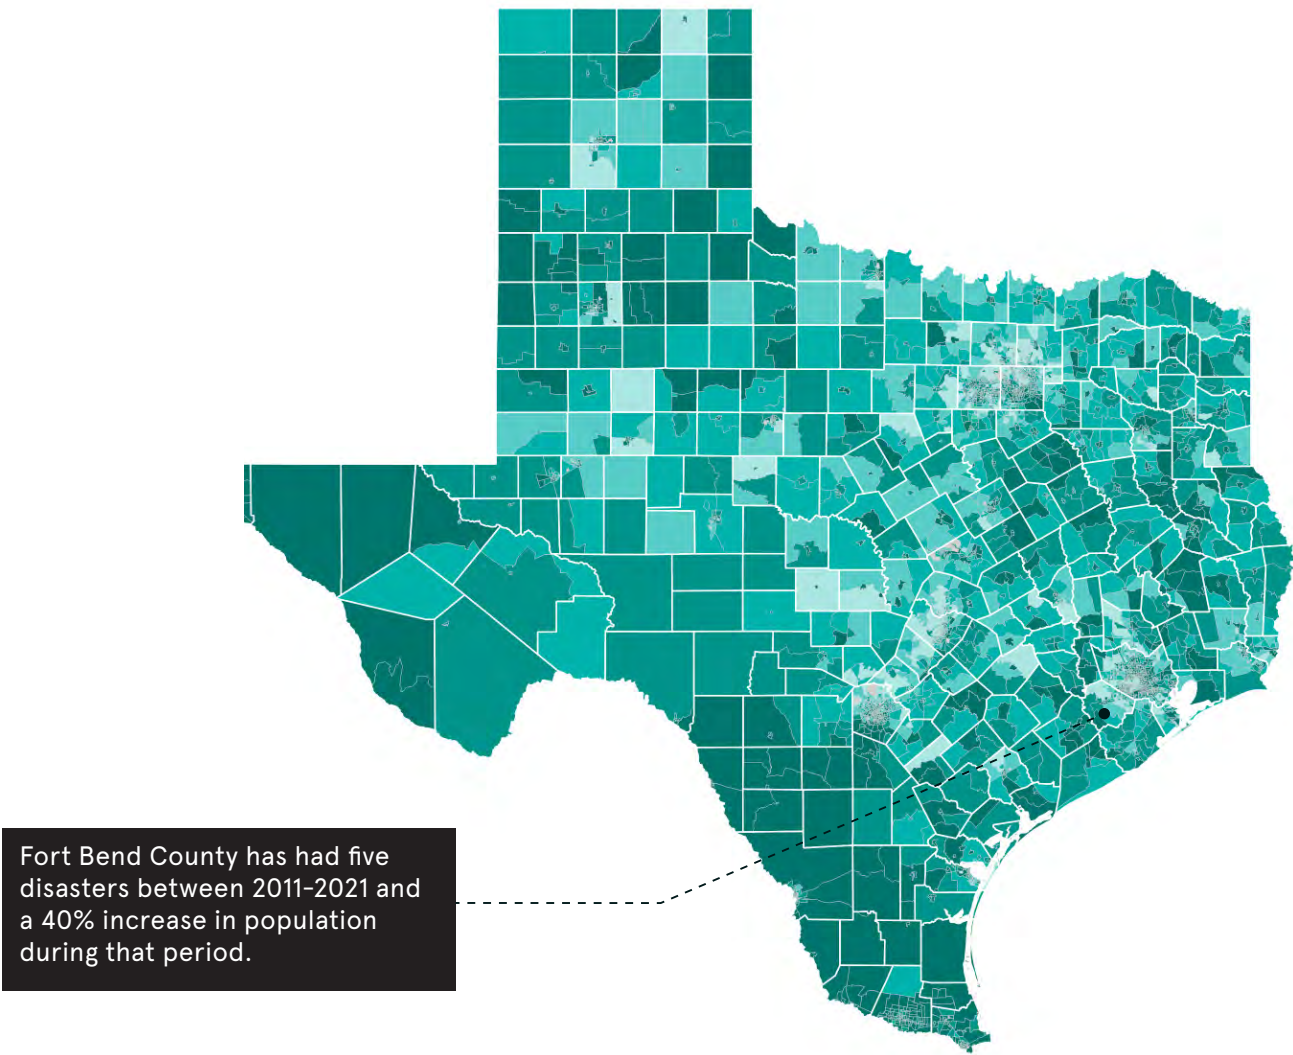 Fort Bend County has had five
disasters between 2011-2021 and
a 40% increase in population
during that period.